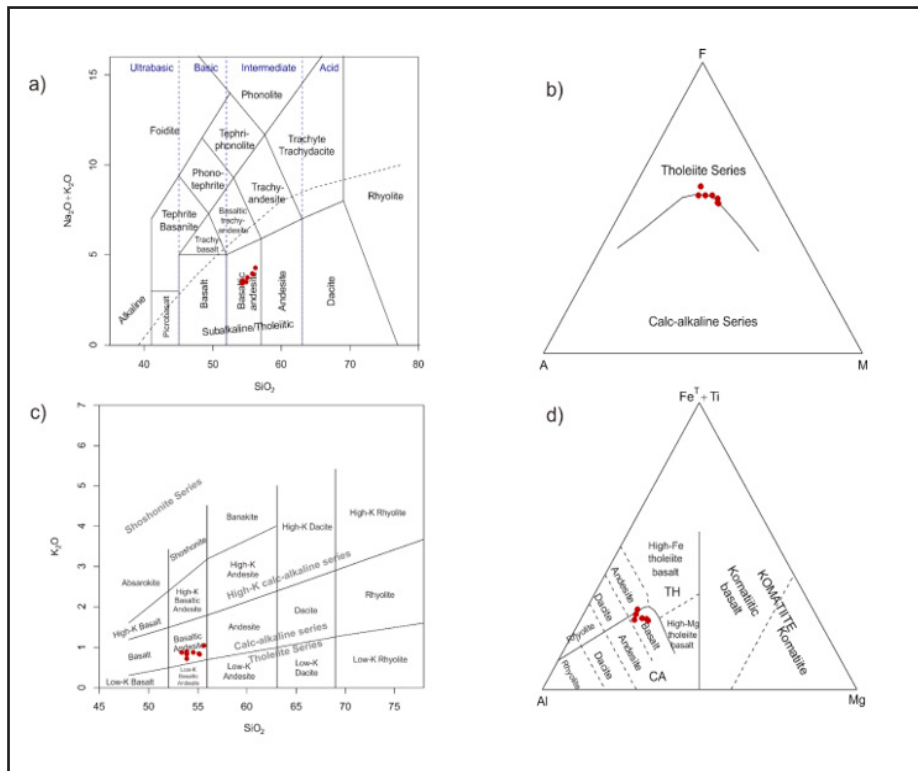 a)
Ultrabasic
Basic
Intermediate
Acid
Phonolite
Foidite
Tephri-
phonolite
Trachyte
Trachydacite
Phono-
tephrite
Trachy-
andesite
Rhyolite
Tephrite
Basanite
Basaltic
trachy-
andesite
Trachy
basalt
Alkaline
Picrobasalt
Basalt
Basaltic
andesite
Andesite
Dacite
Subalkaline/Tholeiitic
Na₂O+K₂O
0 5 10 15
40 50 60 70 80
SiO₂
b)
F
Tholeiite Series
Calc-alkaline Series
A
M
c)
K₂O
0 1 2 3 4 5 6 7
Shoshonite Series
Absarokite
Shoshonite
Banakite
High-K Dacite
High-K Rhyolite
High-K Basalt
High-K
Basaltic
Andesite
High-K
Andesite
High-K calc-alkaline series
Basalt
Basaltic
Andesite
Andesite
Dacite
Rhyolite
Calc-alkaline series
Tholeiite Series
Low-K Basalt
Low-K
Basaltic
Andesite
Low-K
Andesite
Low-K
Dacite
Low-K Rhyolite
45 50 55 60 65 70 75
SiO₂
d)
Feᵀ + Ti
High-Fe
tholeiite
basalt
TH
Andesite
Dacite
Rhyolite
Basalt
High-Mg
tholeiite
basalt
Komatiitic
basalt
KOMATIITE
Komatiite
Rhyolite
Dacite
Andesite
CA
Al
Mg